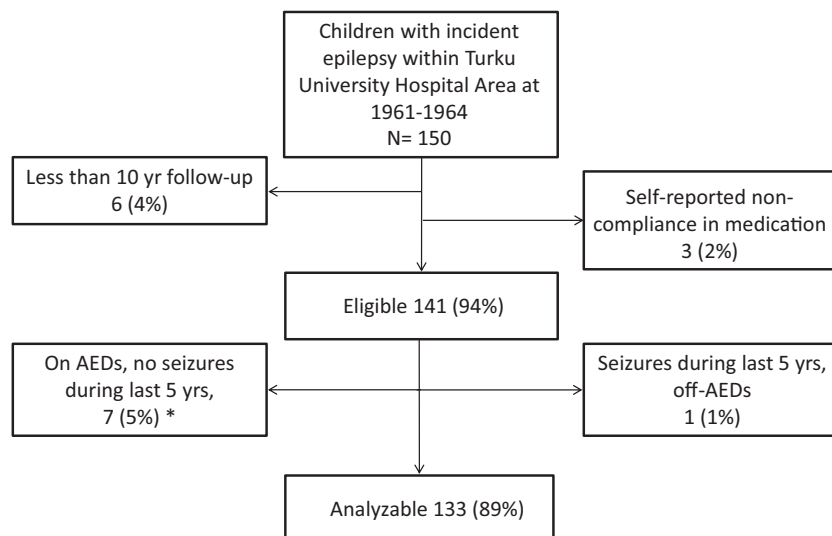 Children with incident
epilepsy within Turku
University Hospital Area at
1961-1964
N= 150
Less than 10 yr follow-up
6 (4%)
Self-reported non-
compliance in medication
3 (2%)
Eligible 141 (94%)
On AEDs, no seizures
during last 5 yrs,
7 (5%) *
Seizures during last 5 yrs,
off-AEDs
1 (1%)
Analyzable 133 (89%)